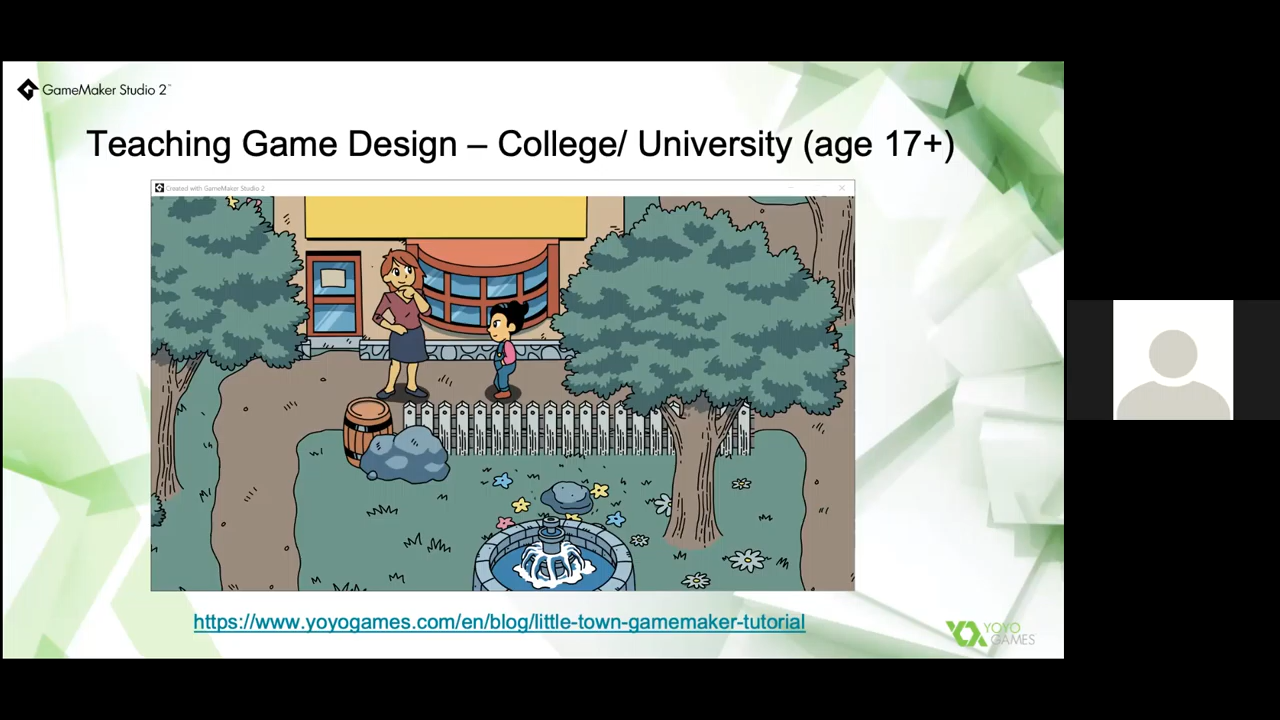 GameMaker Studio 2™
Teaching Game Design – College/ University (age 17+)
Created with GameMaker Studio 2
https://www.yoyogames.com/en/blog/little-town-gamemaker-tutorial
YOYO
GAMES